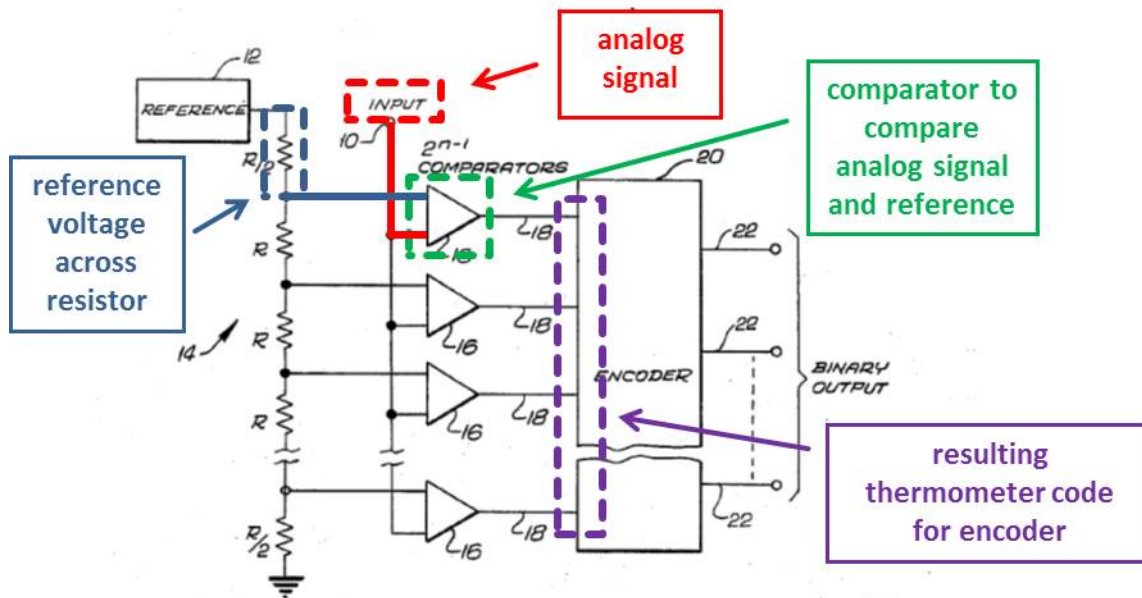 analog
signal
12
REFERENCE
INPUT
10
2n-1
COMPARATORS
comparator to
compare
analog signal
and reference
20
R/2
reference
voltage
across
resistor
18
16
22
R
18
16
22
14
R
ENCODER
BINARY
OUTPUT
18
16
R
resulting
thermometer code
for encoder
18
16
22
R/2